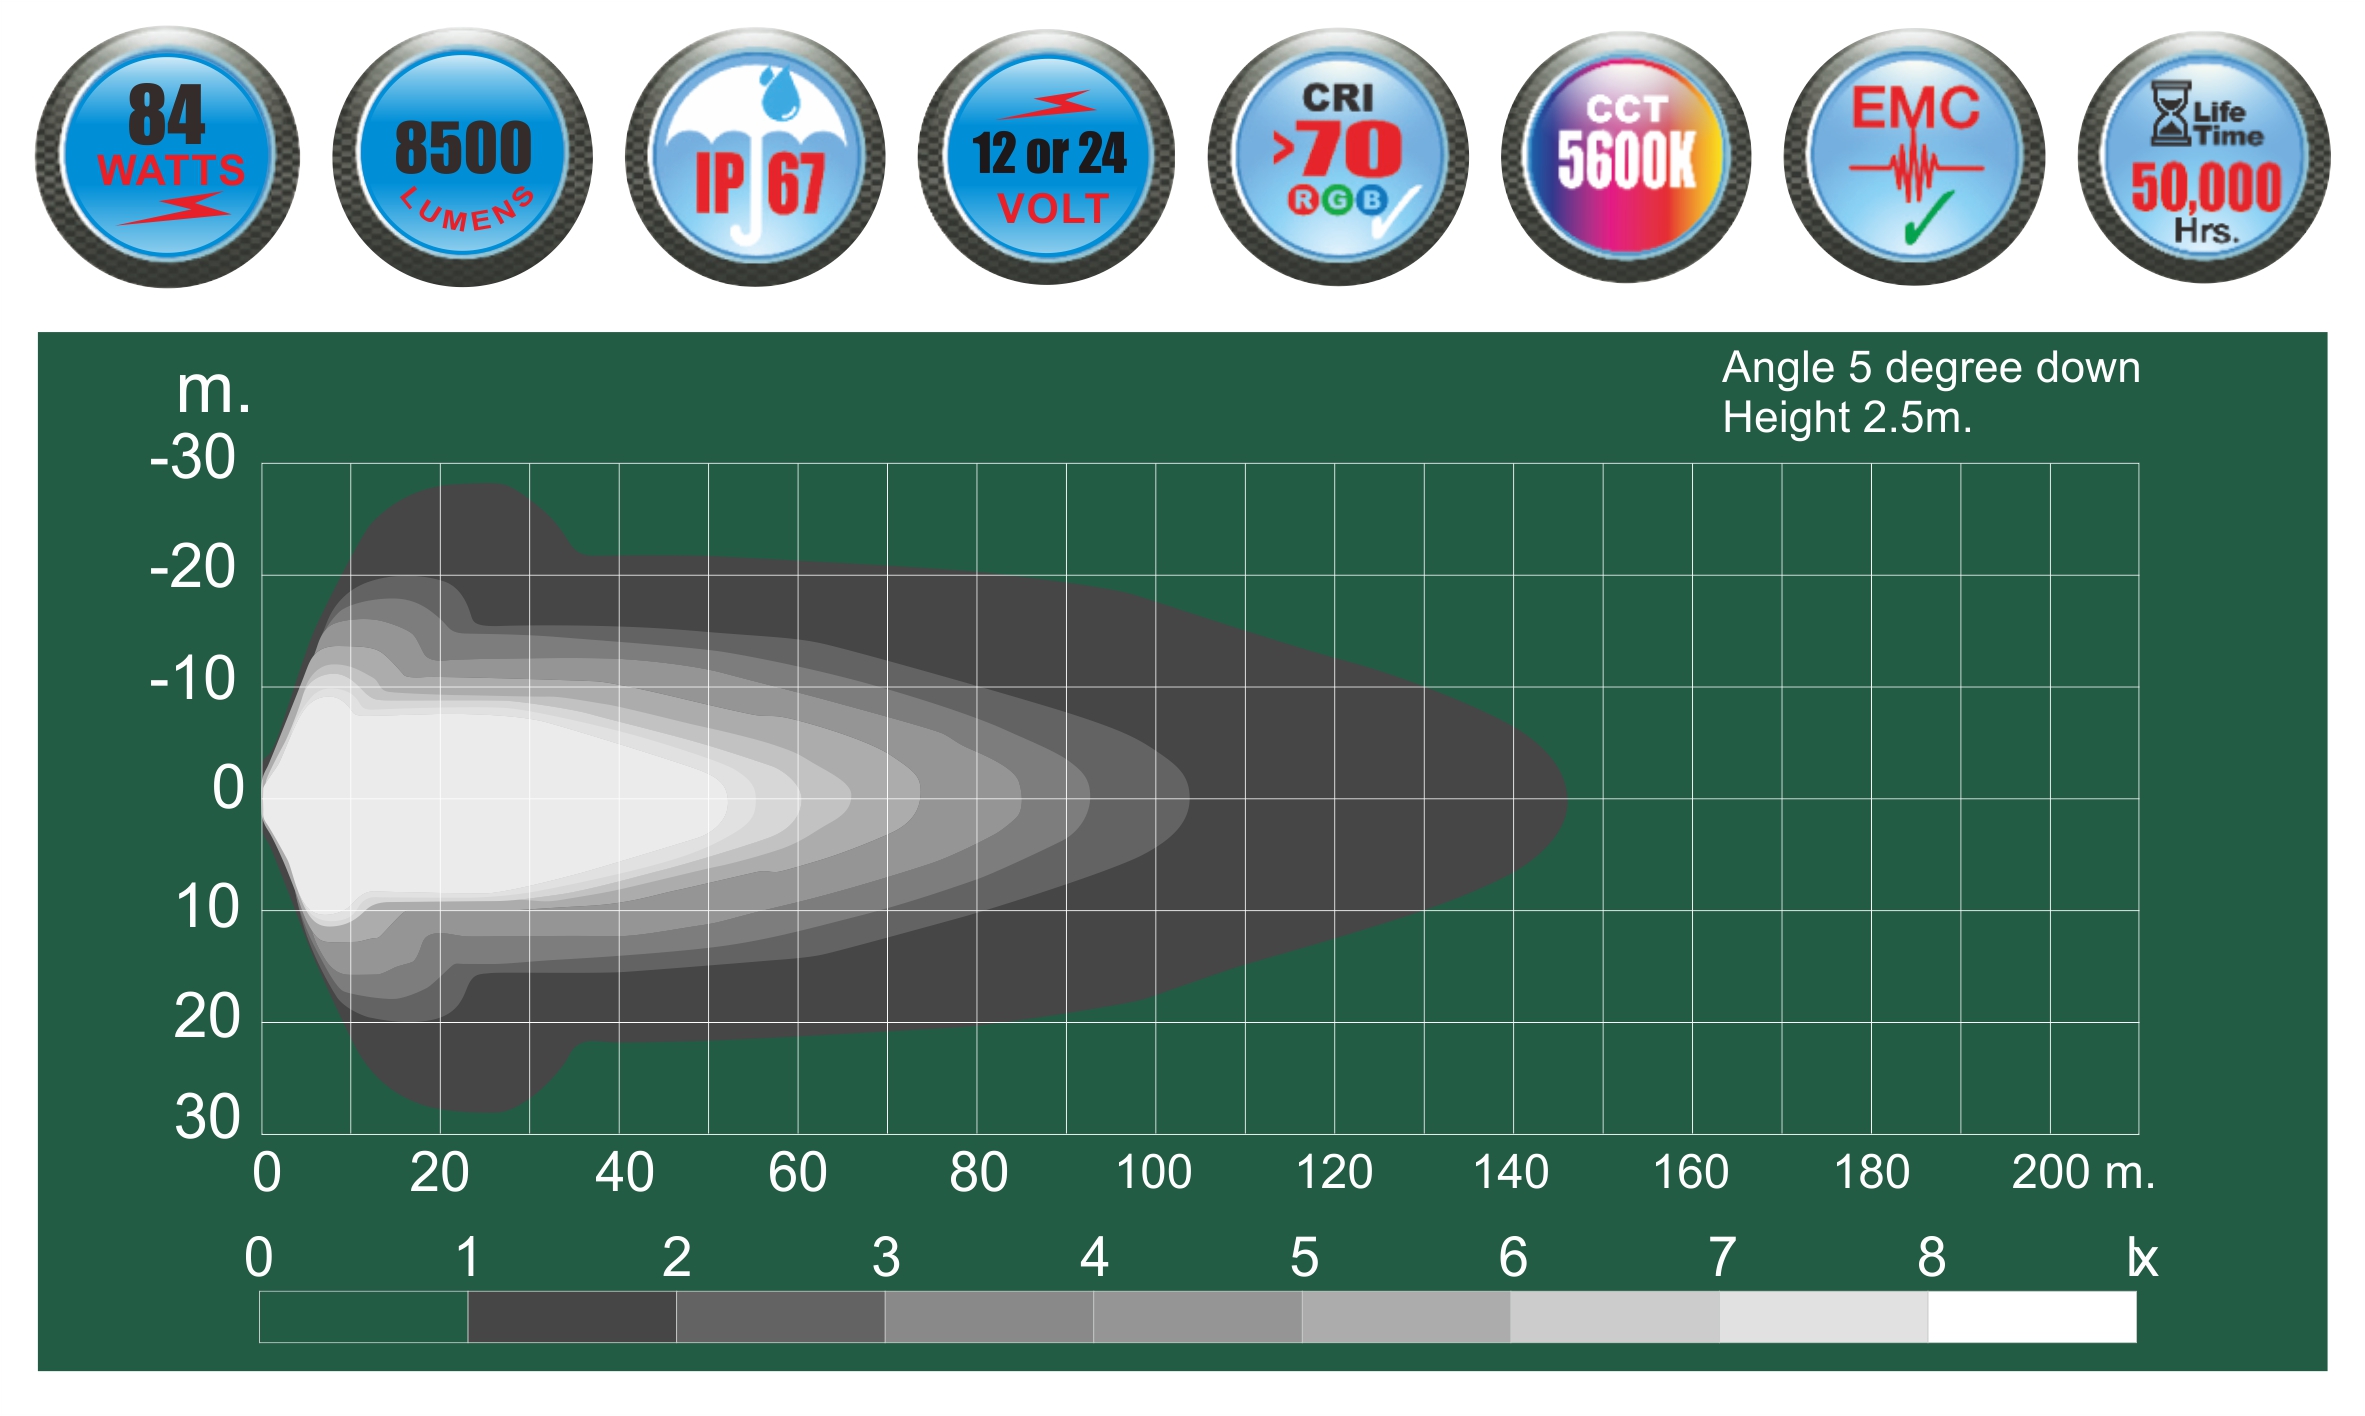 84
WATTS
8500
LUMENS
IP 67
12 or 24
VOLT
CRI
>70
R G B
CCT
5600K
EMC
Life
Time
50,000
Hrs.
Angle 5 degree down
Height 2.5m.
m.
-30
-20
-10
0
10
20
30
0 20 40 60 80 100 120 140 160 180 200 m.
0 1 2 3 4 5 6 7 8 lx